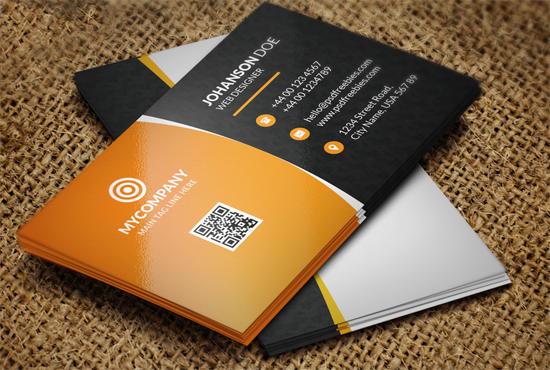 JOHANSON DOE
WEB DESIGNER
+44 00 123 4567
+44 00 1234789
hello@psdfreebies.com
www.psdfreebies.com
1234 Street Road,
City Name, USA 567 89
MYCOMPANY
MAIN TAG LINE HERE